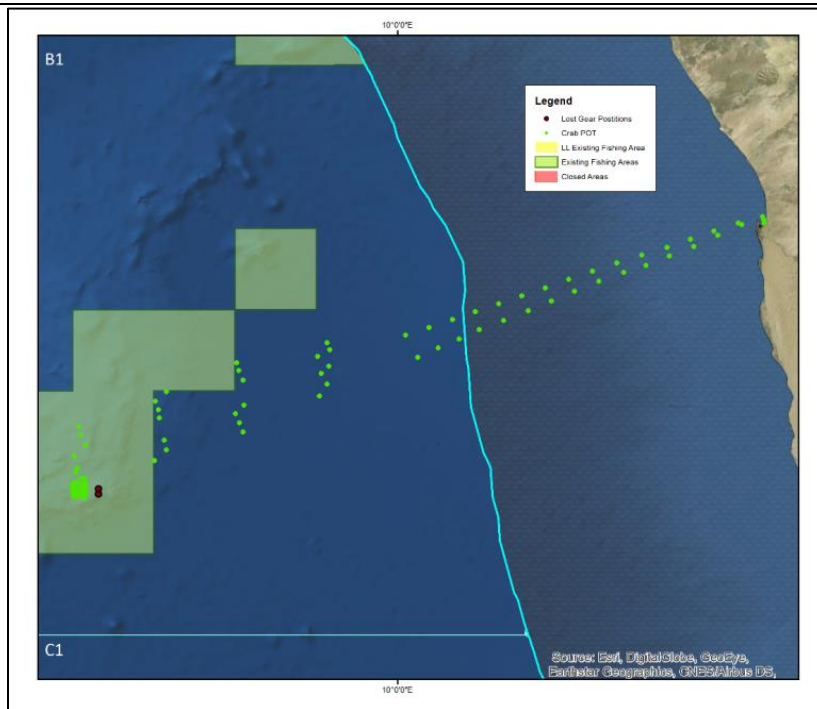 10°0'0"E
B1
Legend
Lost Gear Postitions
Crab POT
LL Existing Fishing Area
Existing Fishing Areas
Closed Areas
C1
Source: Esri, DigitalGlobe, GeoEye,
Earthstar Geographics, CNES/Airbus DS,
10°0'0"E